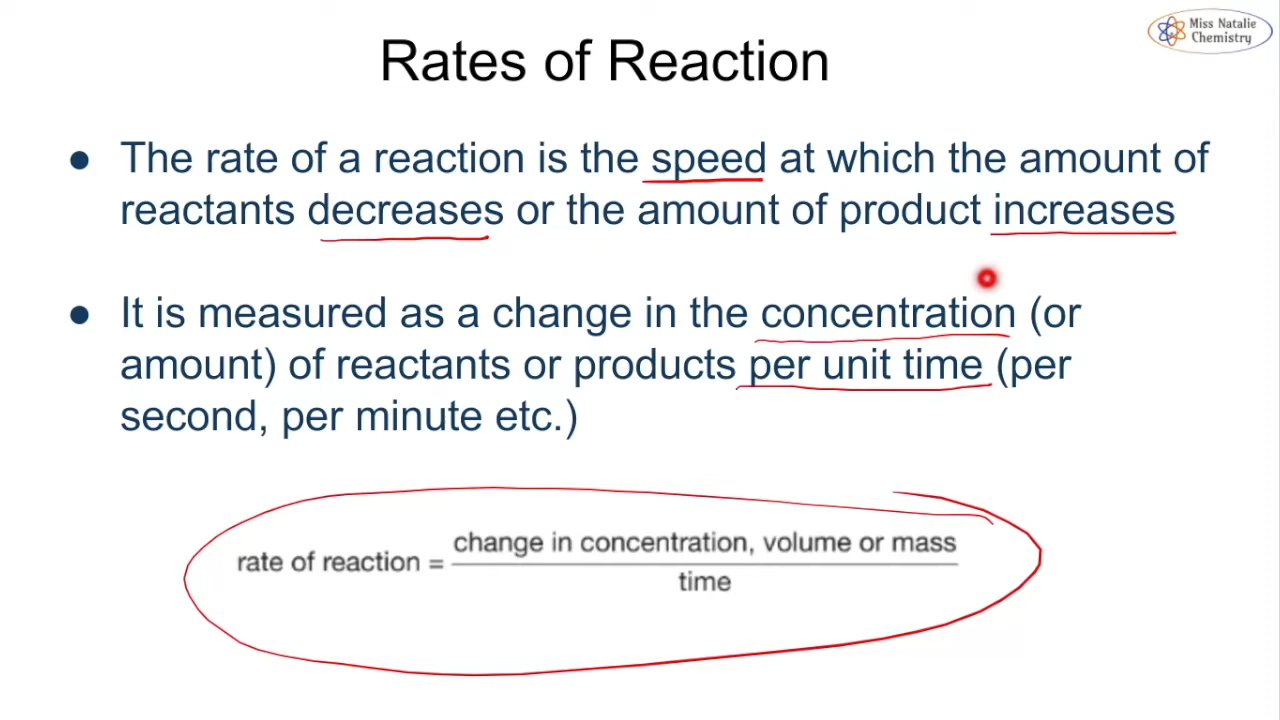 Miss Natalie
Chemistry
Rates of Reaction
● The rate of a reaction is the speed at which the amount of
reactants decreases or the amount of product increases
● It is measured as a change in the concentration (or
amount) of reactants or products per unit time (per
second, per minute etc.)
rate of reaction = change in concentration, volume or mass
time